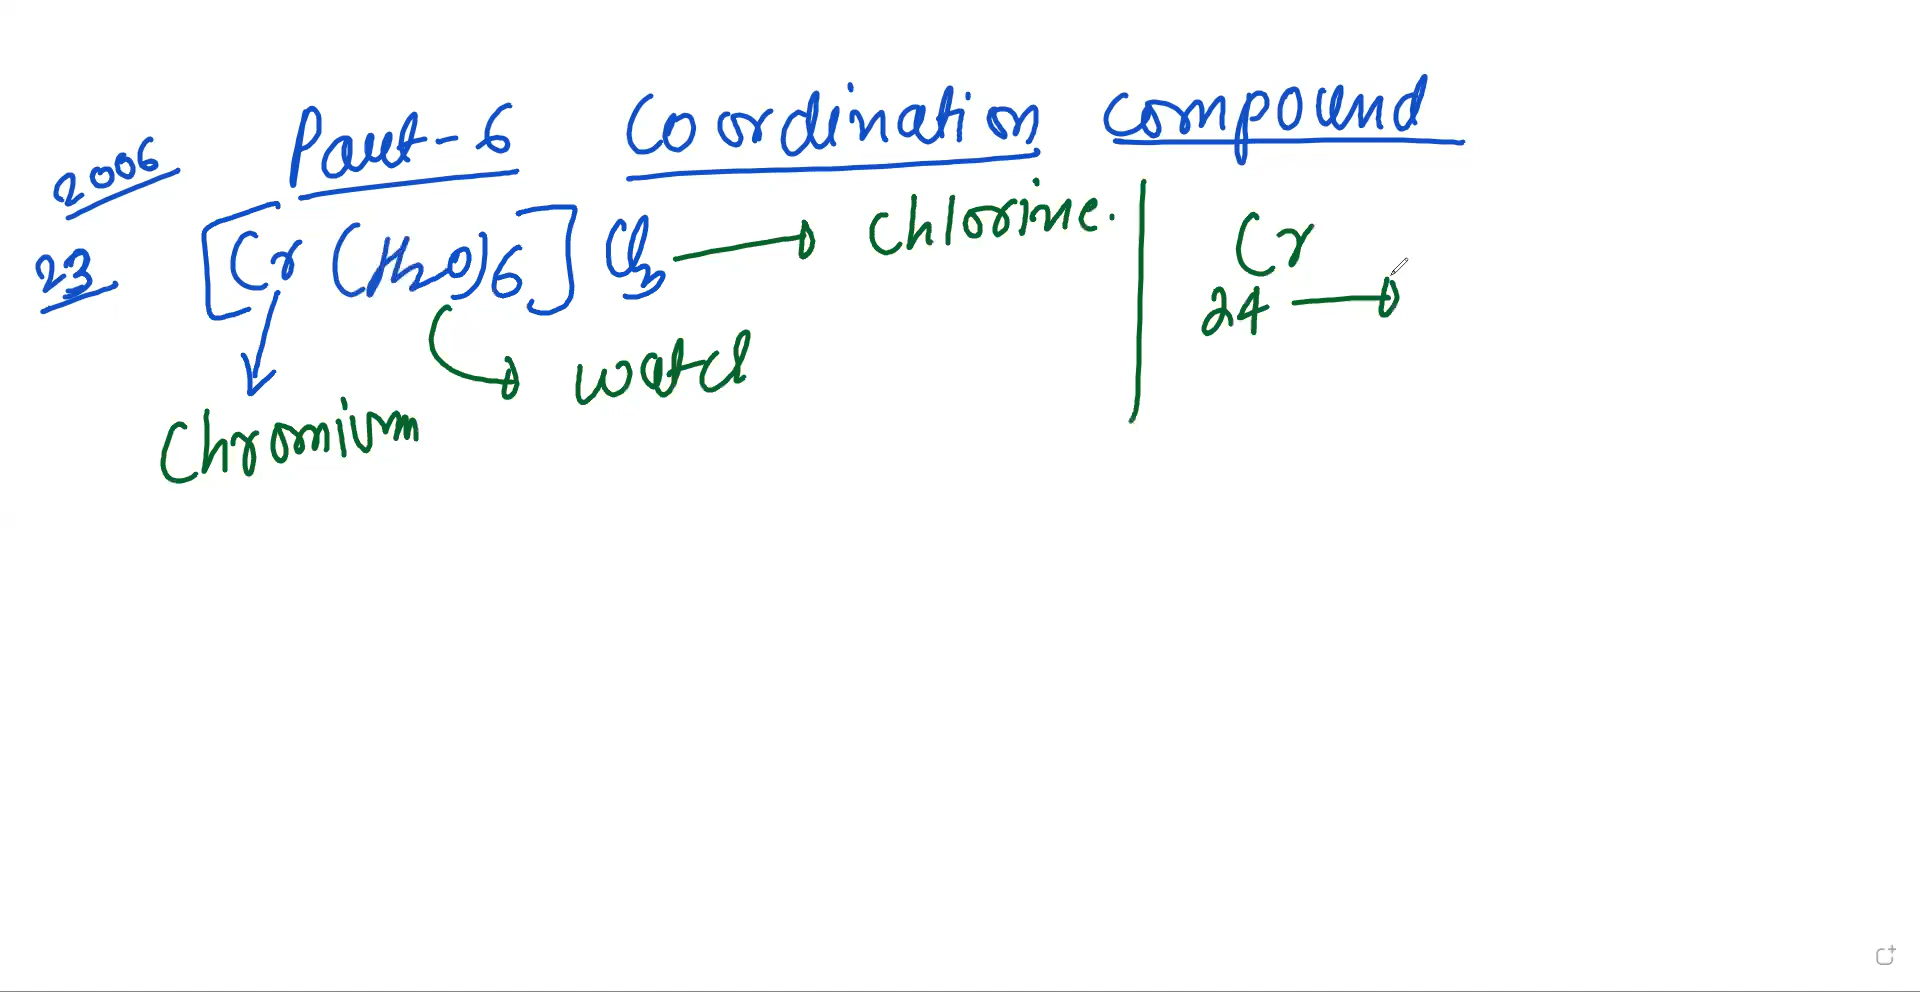 2006 Part-6 Coordination compound
23 [Cr(H₂O)6]Cl₃ → Chlorine. Cr
24 →
water
Chromium